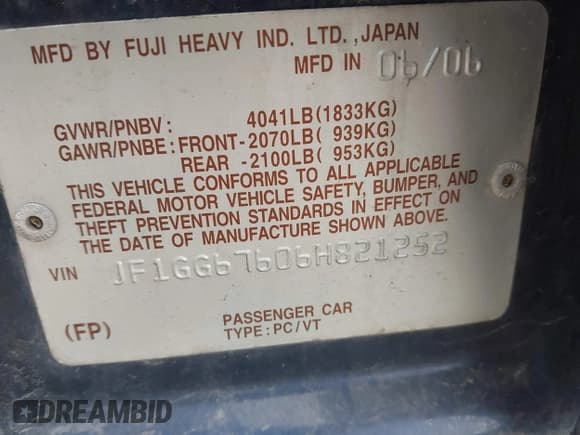 MFD BY FUJI HEAVY IND. LTD., JAPAN
MFD IN 06/06
GVWR/PNBV: 4041LB(1833KG)
GAWR/PNBE: FRONT-2070LB( 939KG)
REAR -2100LB( 953KG)
THIS VEHICLE CONFORMS TO ALL APPLICABLE
FEDERAL MOTOR VEHICLE SAFETY, BUMPER, AND
THEFT PREVENTION STANDARDS IN EFFECT ON
THE DATE OF MANUFACTURE SHOWN ABOVE.
VIN JF1GG67606H821252
PASSENGER CAR
(FP) TYPE:PC/VT
DREAMBID